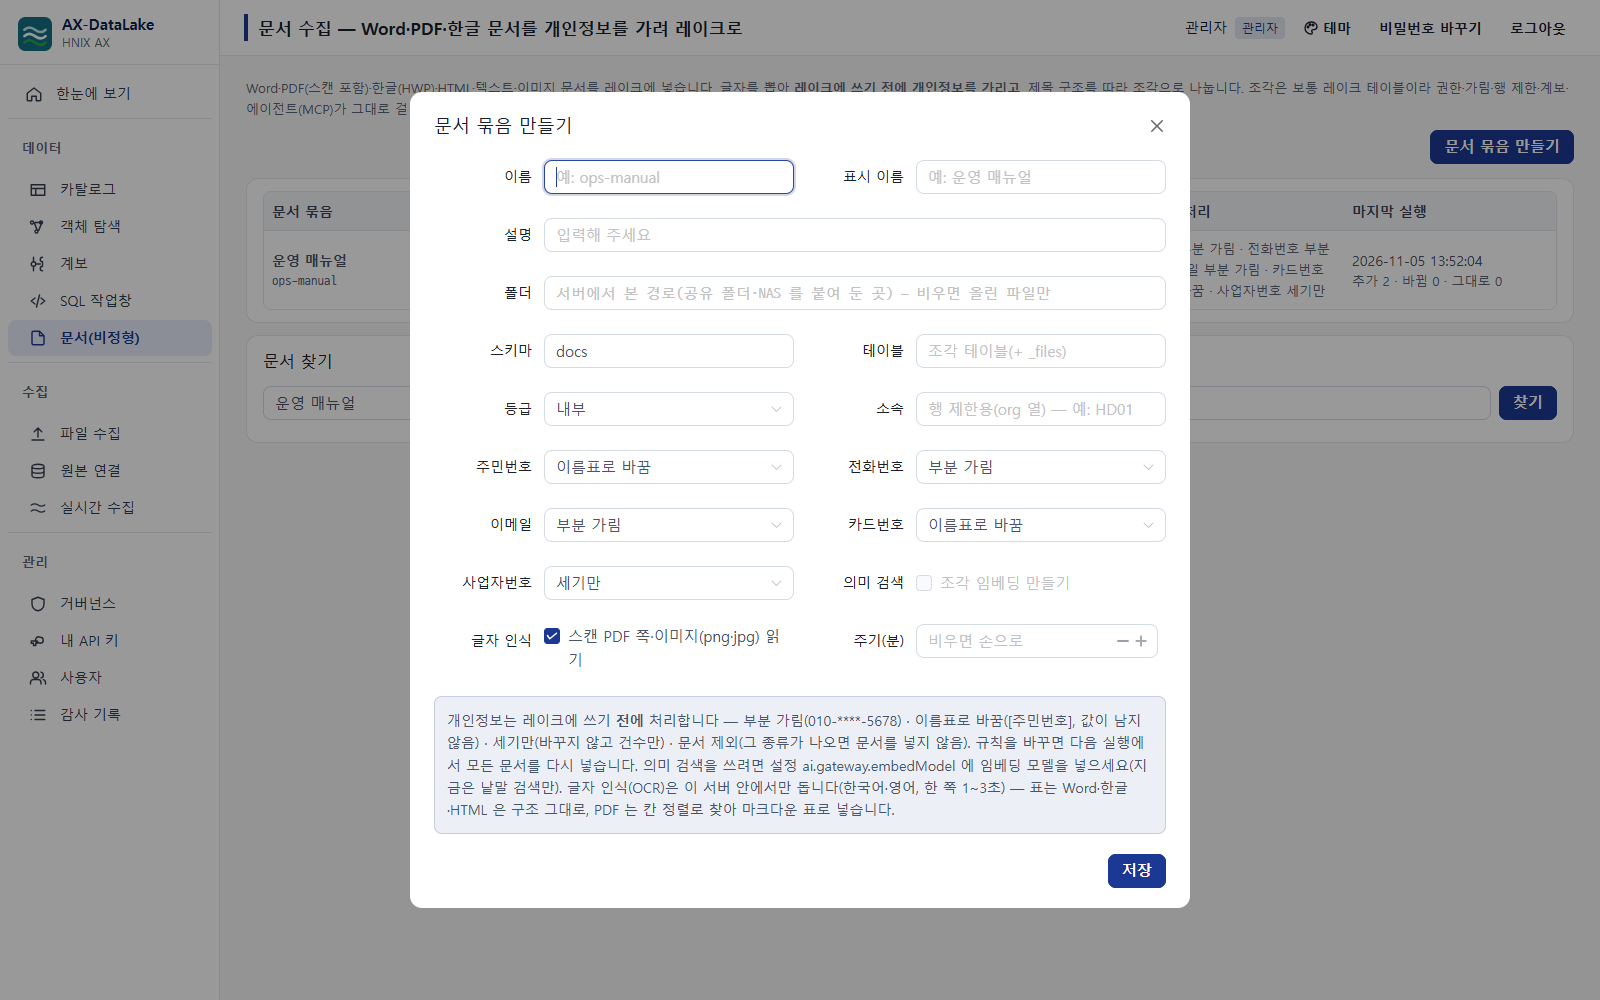 AX-DataLake
HNIX AX
한눈에 보기
데이터
카탈로그
객체 탐색
계보
SQL 작업창
문서(비정형)
수집
파일 수집
원본 연결
실시간 수집
관리
거버넌스
내 API 키
사용자
감사 기록
문서 수집 — Word·PDF·한글 문서를 개인정보를 가려 레이크로
관리자
관리자
테마
비밀번호 바꾸기
로그아웃
Word·PDF(스캔 포함)·한글(HWP)·HTML·텍스트·이미지 문서를 레이크에 넣습니다. 글자를 뽑아 레이크에 쓰기 전에 개인정보를 가리고, 제목 구조를 따라 조각으로 나눕니다. 조각은 보통 레이크 테이블이라 권한·가림·행 제한·계보·
에이전트(MCP)가 그대로 걸
문서 묶음 만들기
문서 묶음
처리
마지막 실행
운영 매뉴얼
ops-manual
분 가림 · 전화번호 부분
일 부분 가림 · 카드번호
꿈 · 사업자번호 세기만
2026-11-05 13:52:04
추가 2 · 바뀜 0 · 그대로 0
문서 찾기
운영 매뉴얼
찾기
문서 묶음 만들기
이름
예: ops-manual
표시 이름
예: 운영 매뉴얼
설명
입력해 주세요
폴더
서버에서 본 경로(공유 폴더·NAS 를 붙여 둔 곳) — 비우면 올린 파일만
스키마
docs
테이블
조각 테이블(+ _files)
등급
내부
소속
행 제한용(org 열) — 예: HD01
주민번호
이름표로 바꿈
전화번호
부분 가림
이메일
부분 가림
카드번호
이름표로 바꿈
사업자번호
세기만
의미 검색
조각 임베딩 만들기
글자 인식
스캔 PDF 쪽·이미지(png·jpg) 읽
기
주기(분)
비우면 손으로
개인정보는 레이크에 쓰기 전에 처리합니다 — 부분 가림(010-****-5678) · 이름표로 바꿈([주민번호], 값이 남지
않음) · 세기만(바꾸지 않고 건수만) · 문서 제외(그 종류가 나오면 문서를 넣지 않음). 규칙을 바꾸면 다음 실행에
서 모든 문서를 다시 넣습니다. 의미 검색을 쓰려면 설정 ai.gateway.embedModel 에 임베딩 모델을 넣으세요(지
금은 낱말 검색만). 글자 인식(OCR)은 이 서버 안에서만 돕니다(한국어·영어, 한 쪽 1~3초) — 표는 Word·한글
·HTML 은 구조 그대로, PDF 는 칸 정렬로 찾아 마크다운 표로 넣습니다.
저장